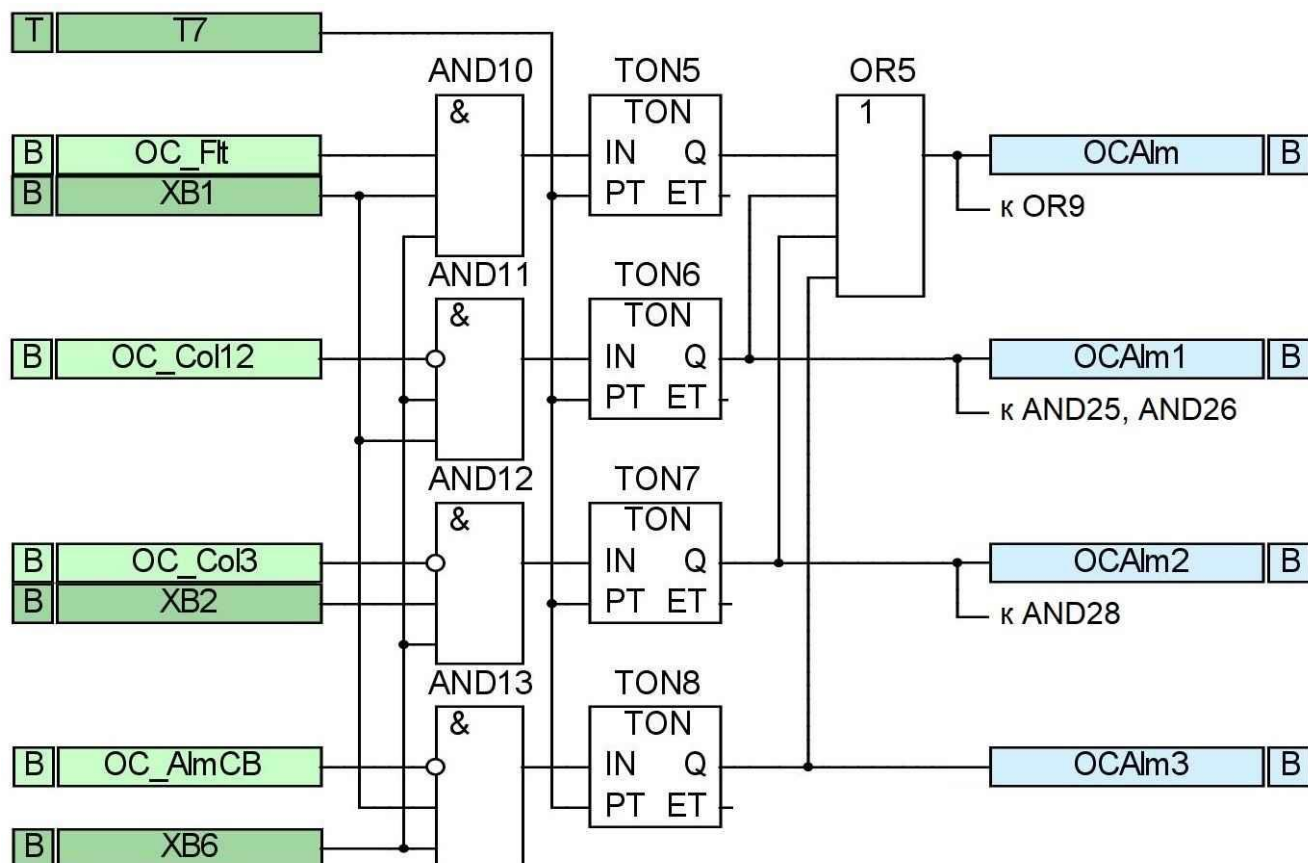 T T7
AND10 TON5 OR5
& TON 1
B OC_Flt IN Q OCAlm B
B XB1 PT ET к OR9
AND11 TON6
& TON
B OC_Col12 IN Q OCAlm1 B
PT ET к AND25, AND26
AND12 TON7
& TON
B OC_Col3 IN Q OCAlm2 B
B XB2 PT ET к AND28
AND13 TON8
& TON
B OC_AlmCB IN Q OCAlm3 B
PT ET
B XB6